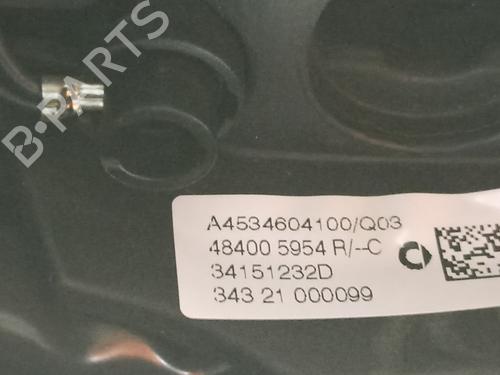 B-PARTS
A4534604100/Q03
48400 5954 R/--C
34151232D
343 21 000099